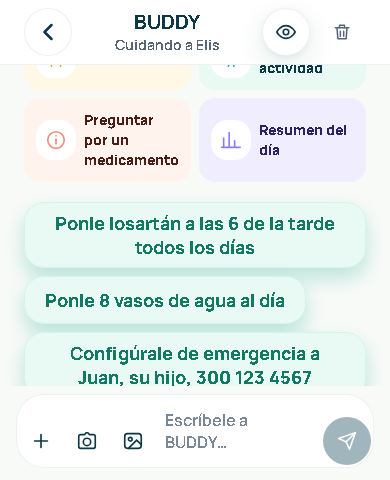 BUDDY
Cuidando a Elis
actividad
Preguntar
por un
medicamento
Resumen del
día
Ponle losartán a las 6 de la tarde
todos los días
Ponle 8 vasos de agua al día
Configúrale de emergencia a
Juan, su hijo, 300 123 4567
Escríbele a
BUDDY...